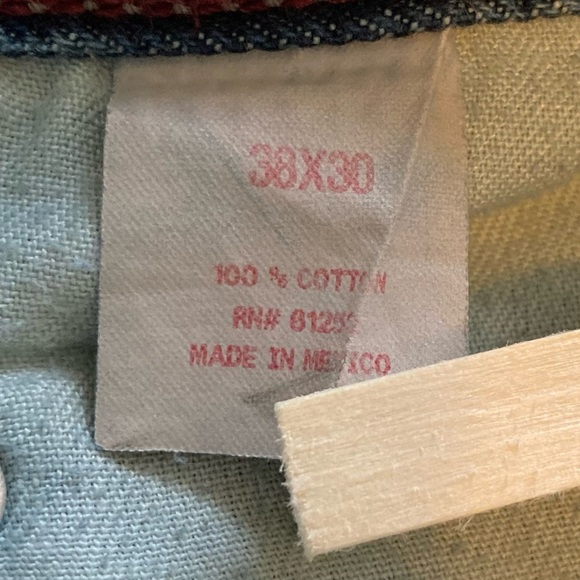 38X30
100 % COTTON
RN#
MADE IN MEXICO